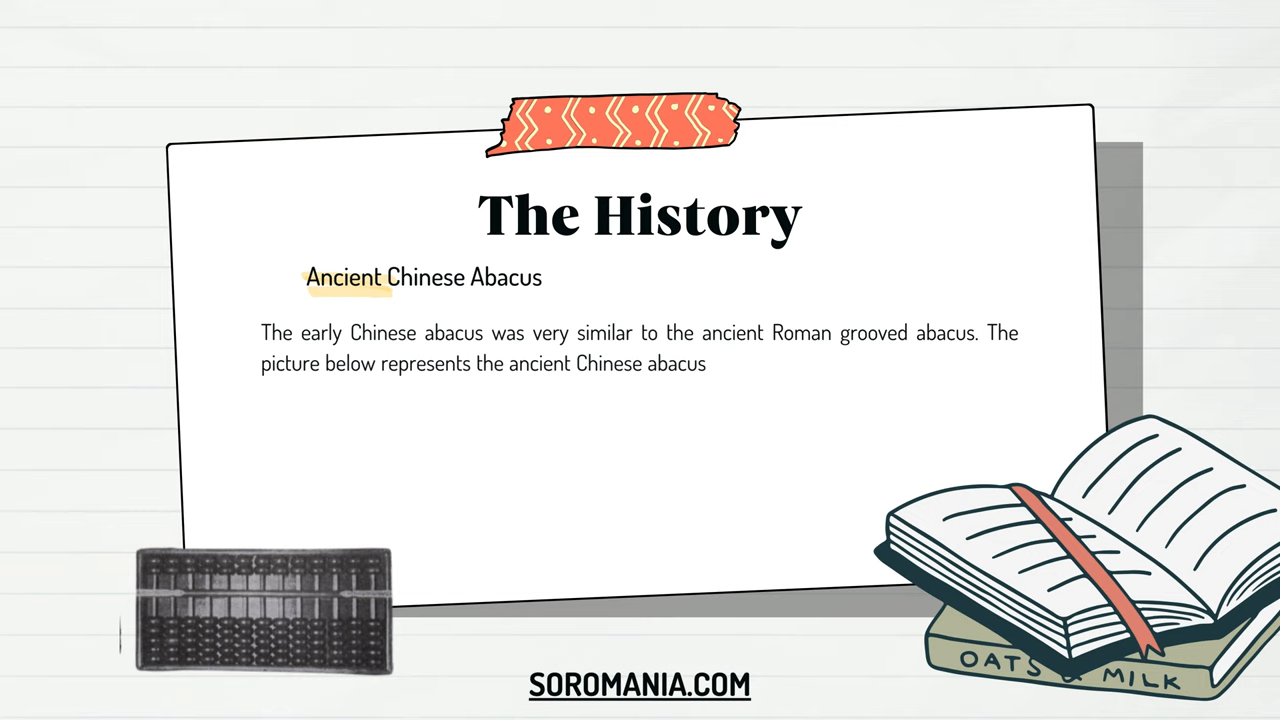 The History
Ancient Chinese Abacus
The early Chinese abacus was very similar to the ancient Roman grooved abacus. The
picture below represents the ancient Chinese abacus
OATS & MILK
SOROMANIA.COM